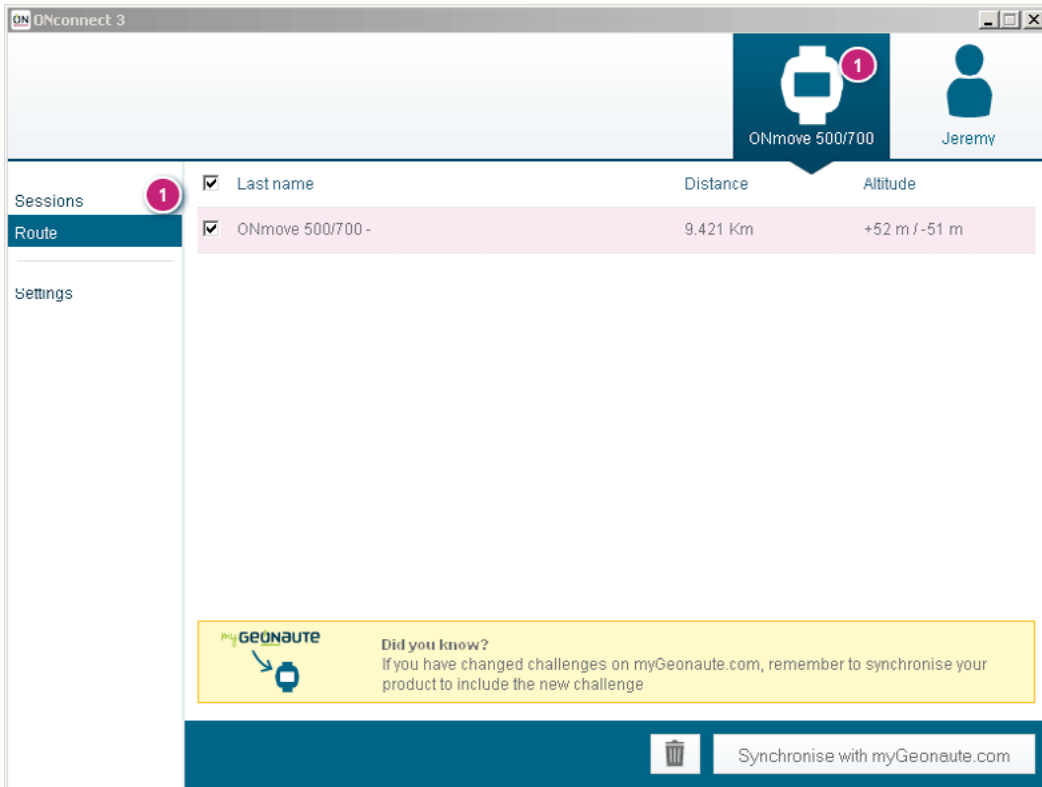 ON ONconnect 3
1
ONmove 500/700
Jeremy
Sessions
1
Route
Settings
Last name Distance Altitude
ONmove 500/700 - 9.421 Km +52 m / -51 m
my GEONAUTE
Did you know?
If you have changed challenges on myGeonaute.com, remember to synchronise your
product to include the new challenge
Synchronise with myGeonaute.com